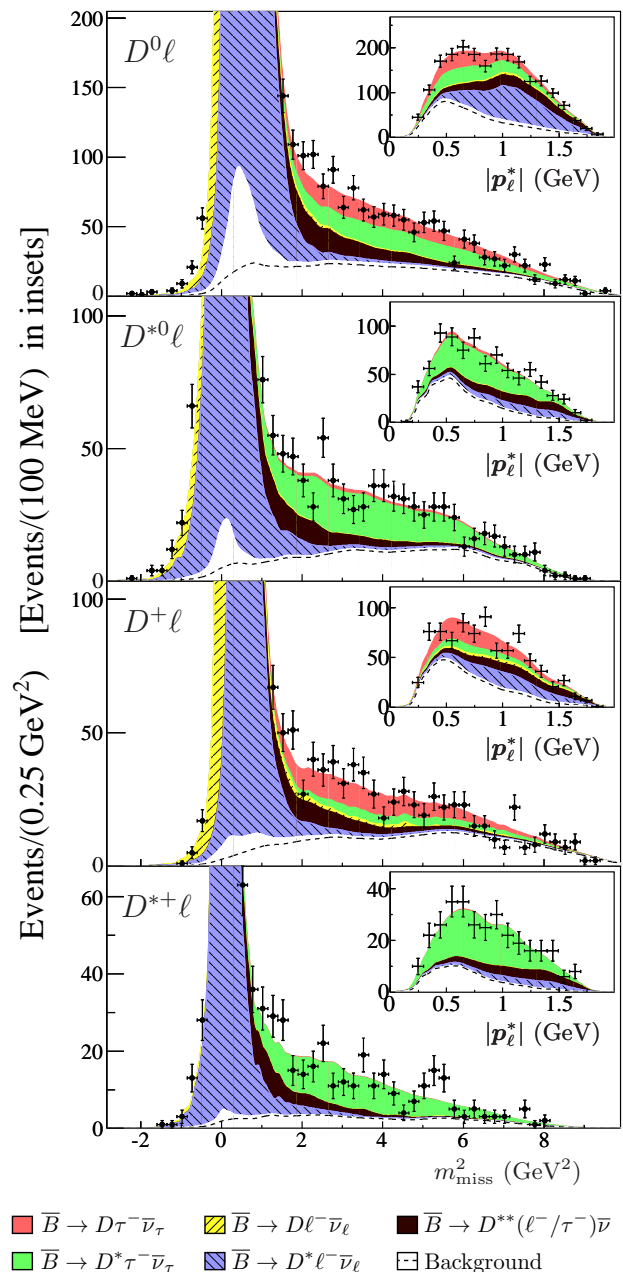 Events/(0.25 GeV²)   [Events/(100 MeV) in insets]
D⁰ℓ
200
150
100
50
0
200
100
0
0 0.5 1 1.5
|p*ℓ| (GeV)
D*⁰ℓ
100
50
0
100
50
0
0 0.5 1 1.5
|p*ℓ| (GeV)
D⁺ℓ
100
50
0
100
50
0
0 0.5 1 1.5
|p*ℓ| (GeV)
D*⁺ℓ
60
40
20
0
40
20
0
0 0.5 1 1.5
|p*ℓ| (GeV)
-2 0 2 4 6 8
m²miss (GeV²)
B̅ → Dτ⁻ν̅τ B̅ → Dℓ⁻ν̅ℓ B̅ → D**(ℓ⁻/τ⁻)ν̅
B̅ → D*τ⁻ν̅τ B̅ → D*ℓ⁻ν̅ℓ Background